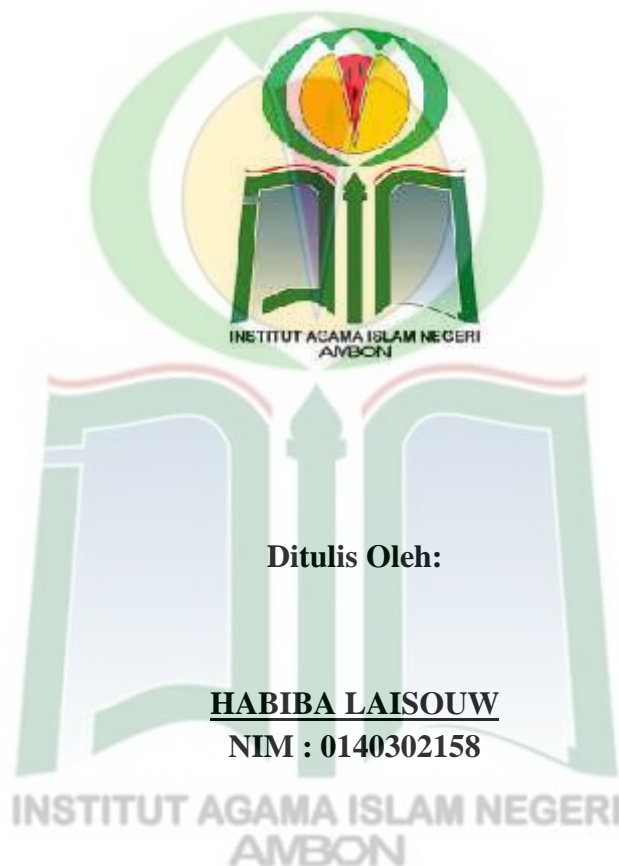 INSTITUT AGAMA ISLAM NEGERI
AMBON
Ditulis Oleh:
HABIBA LAISOUW
NIM : 0140302158
INSTITUT AGAMA ISLAM NEGERI
AMBON